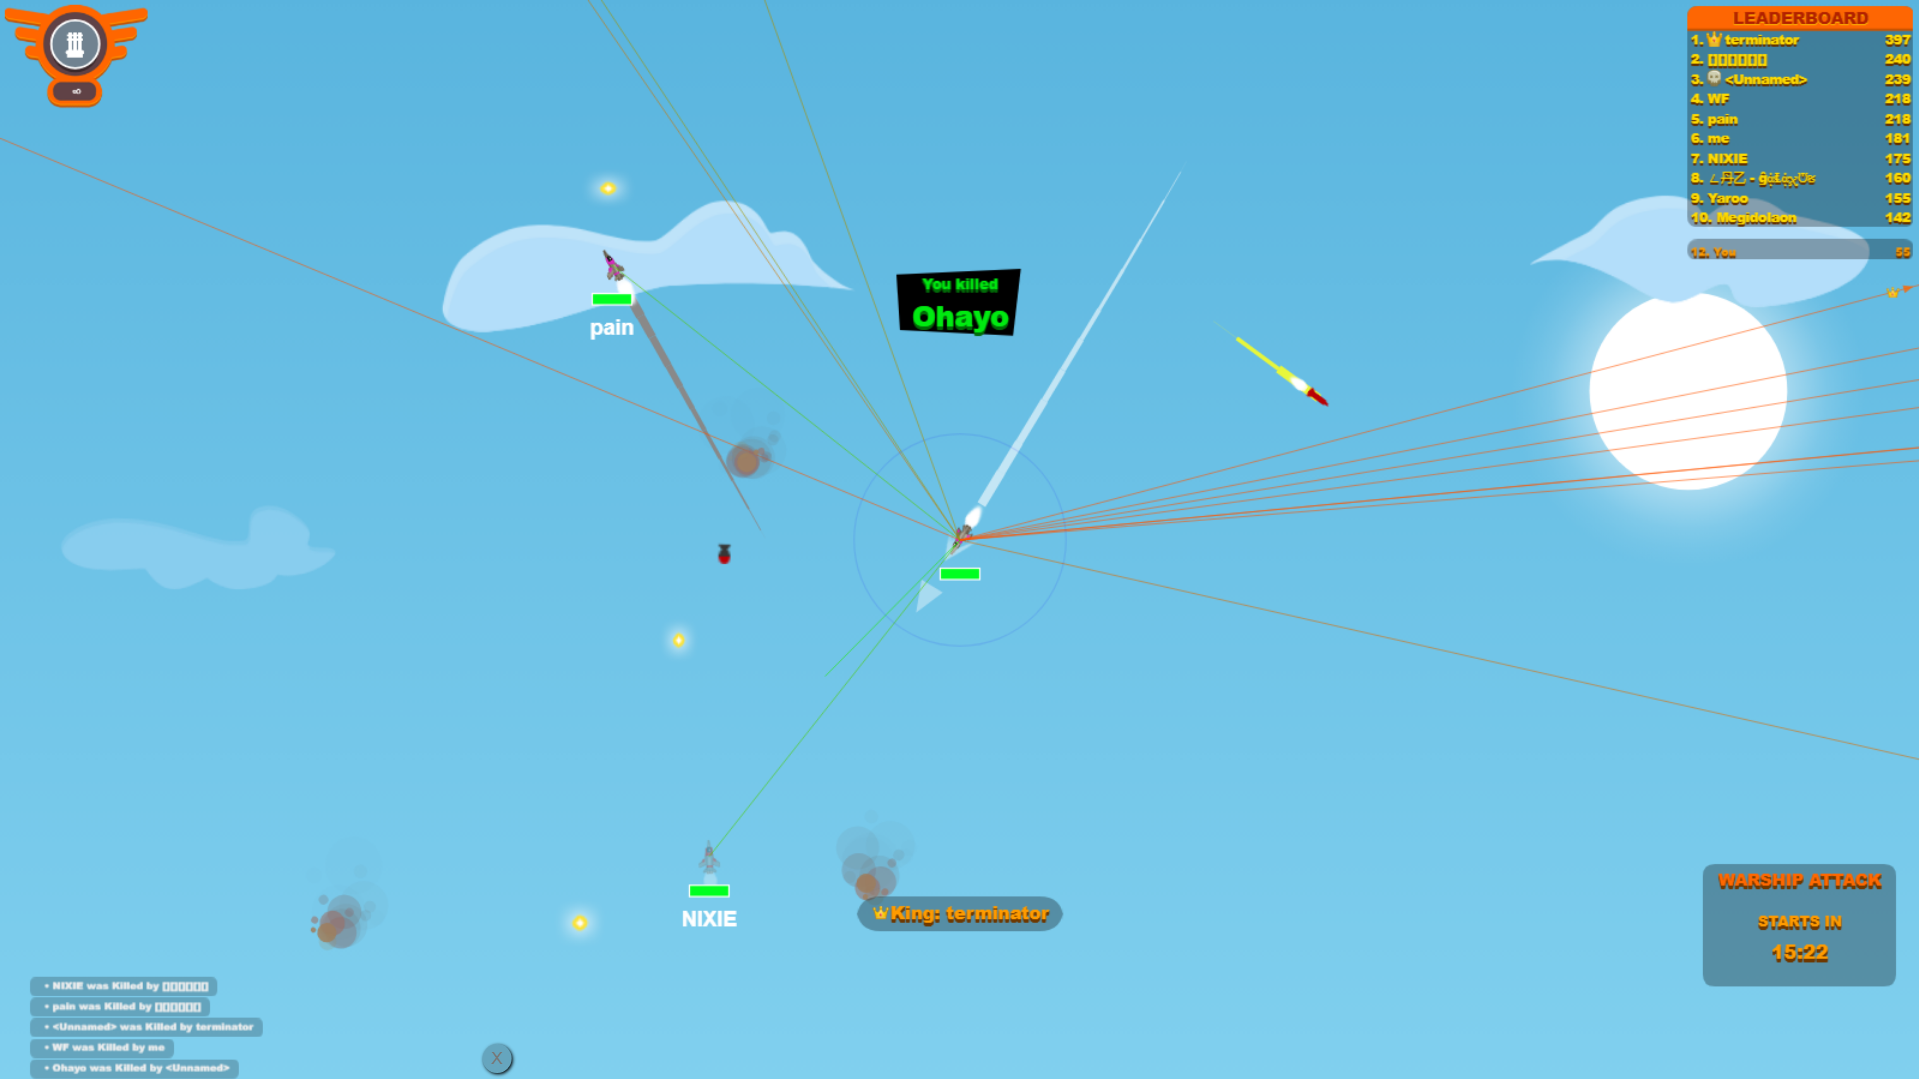 LEADERBOARD
1. terminator 397
2. 240
3. <Unnamed> 239
4. WF 218
5. pain 218
6. me 181
7. NIXIE 175
8. 160
9. Yaroo 155
10. Megidolaon 142
12. You 55
You killed
Ohayo
pain
NIXIE
King: terminator
WARSHIP ATTACK
STARTS IN
15:22
• NIXIE was Killed by
• pain was Killed by
• <Unnamed> was Killed by terminator
• WF was Killed by me
• Ohayo was Killed by <Unnamed>
X